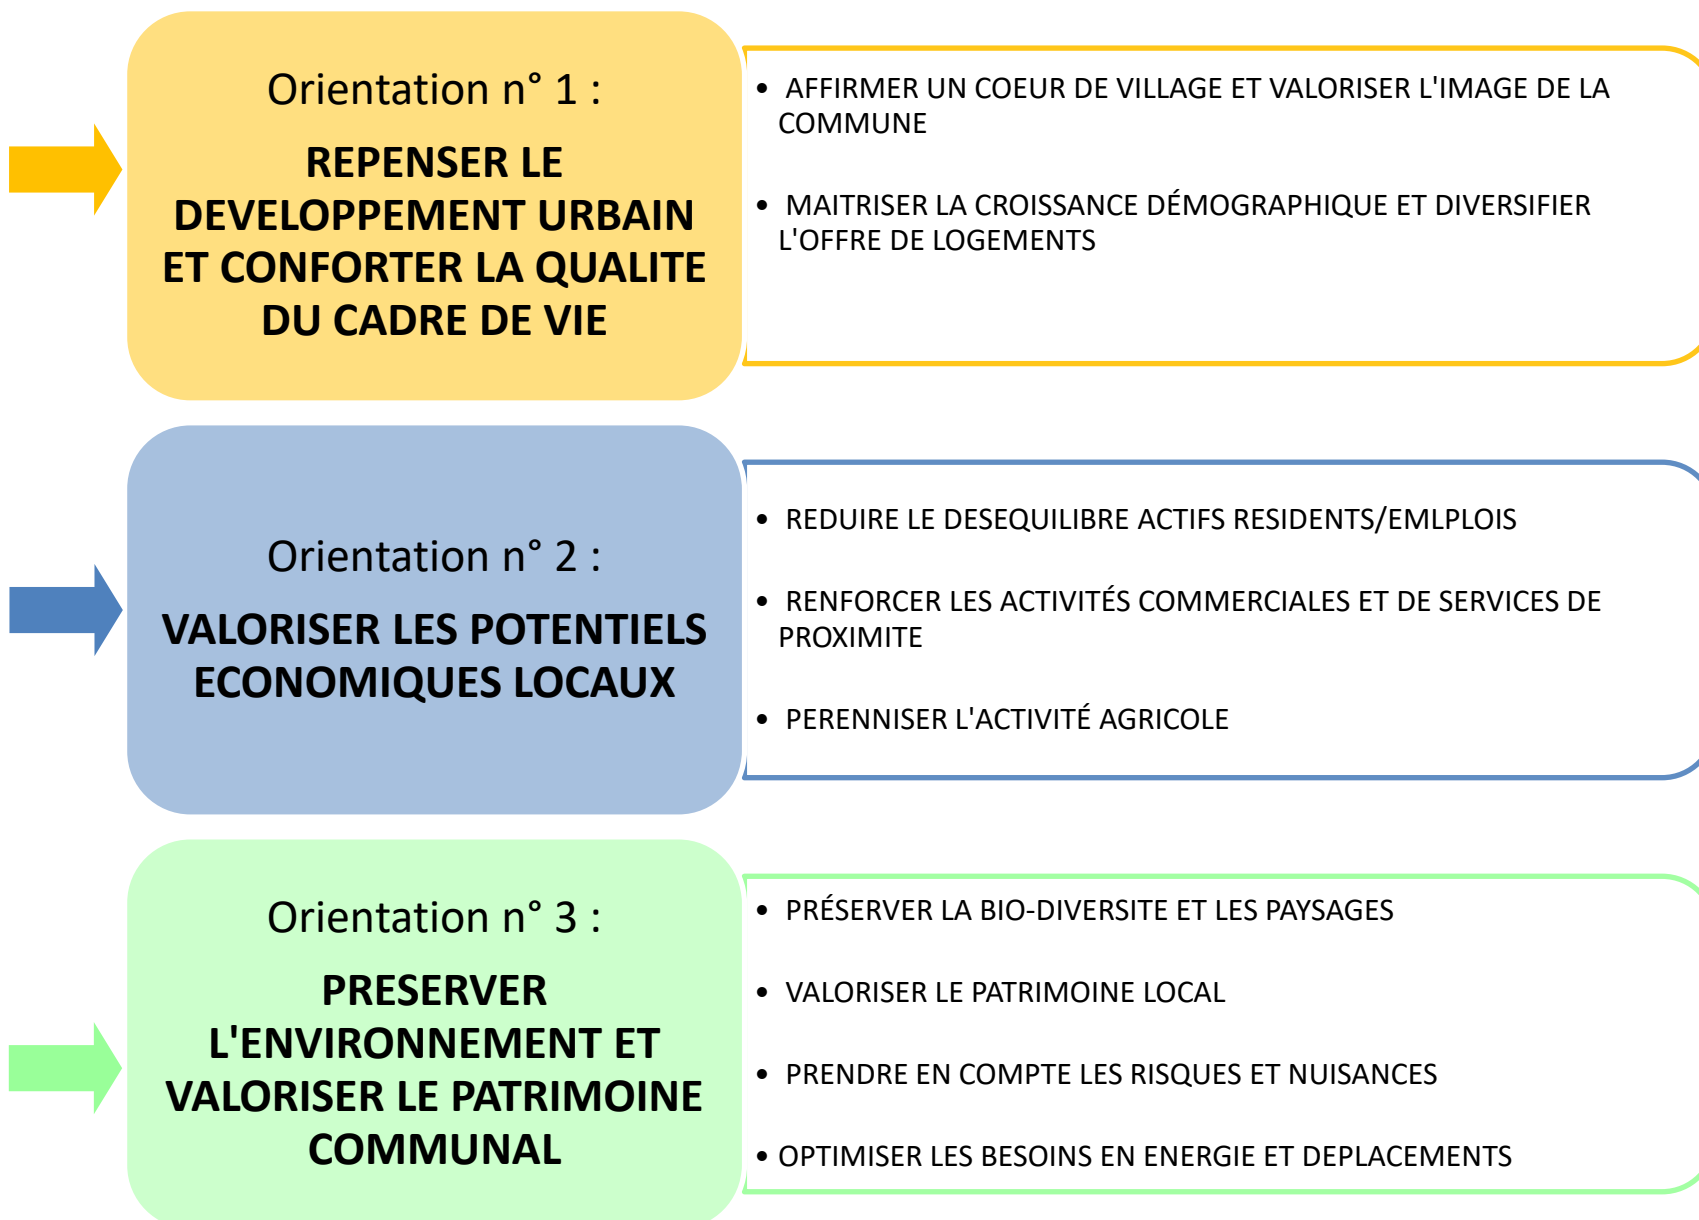 Orientation n° 1 :
REPENSER LE
DEVELOPPEMENT URBAIN
ET CONFORTER LA QUALITE
DU CADRE DE VIE
• AFFIRMER UN COEUR DE VILLAGE ET VALORISER L'IMAGE DE LA
COMMUNE
• MAITRISER LA CROISSANCE DÉMOGRAPHIQUE ET DIVERSIFIER
L'OFFRE DE LOGEMENTS
Orientation n° 2 :
VALORISER LES POTENTIELS
ECONOMIQUES LOCAUX
• REDUIRE LE DESEQUILIBRE ACTIFS RESIDENTS/EMLPLOIS
• RENFORCER LES ACTIVITÉS COMMERCIALES ET DE SERVICES DE
PROXIMITE
• PERENNISER L'ACTIVITÉ AGRICOLE
Orientation n° 3 :
PRESERVER
L'ENVIRONNEMENT ET
VALORISER LE PATRIMOINE
COMMUNAL
• PRÉSERVER LA BIO-DIVERSITE ET LES PAYSAGES
• VALORISER LE PATRIMOINE LOCAL
• PRENDRE EN COMPTE LES RISQUES ET NUISANCES
• OPTIMISER LES BESOINS EN ENERGIE ET DEPLACEMENTS